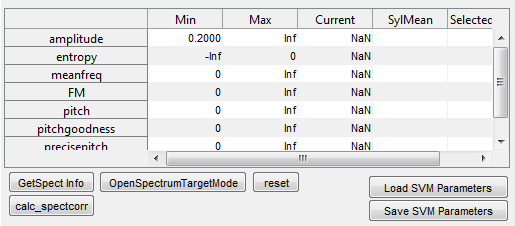 Min Max Current SylMean Selected
amplitude 0.2000 Inf NaN
entropy -Inf 0 NaN
meanfreq 0 Inf NaN
FM 0 Inf NaN
pitch 0 Inf NaN
pitchgoodness 0 Inf NaN
precisepitch 0 Inf NaN
GetSpect Info OpenSpectrumTargetMode reset
Load SVM Parameters
calc_spectcorr
Save SVM Parameters